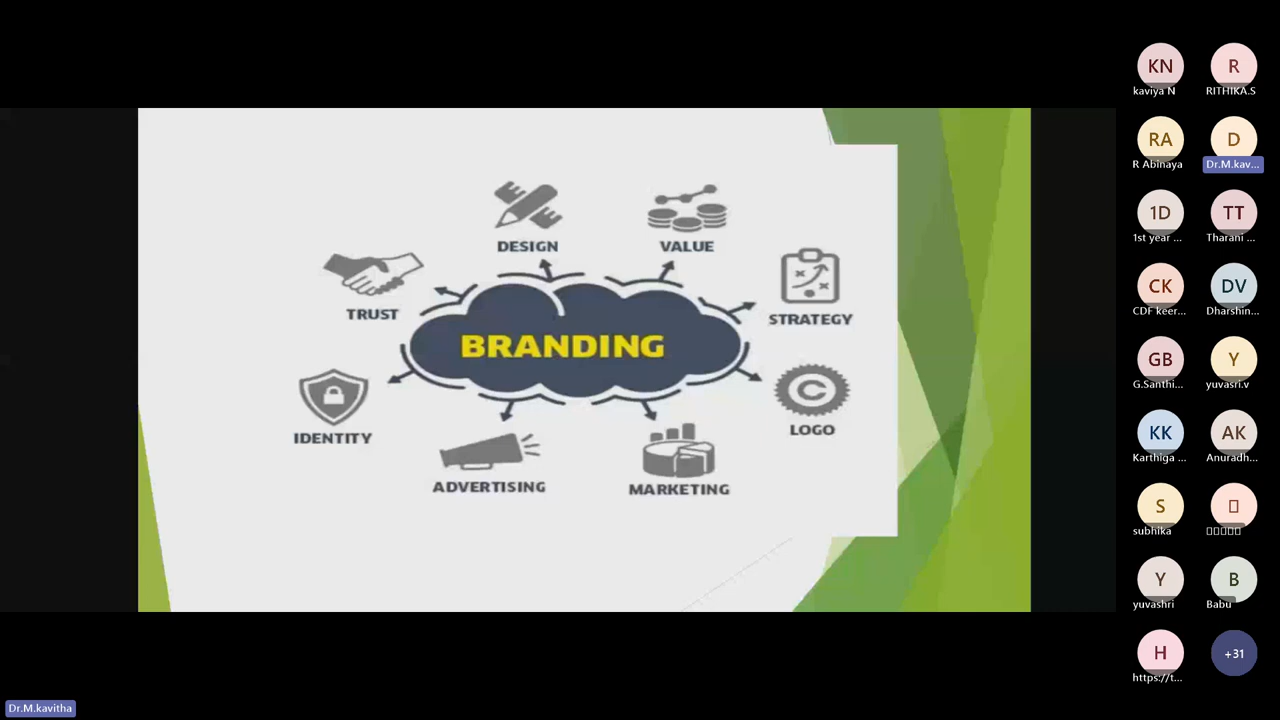 DESIGN
VALUE
TRUST
STRATEGY
BRANDING
IDENTITY
LOGO
ADVERTISING
MARKETING
C
KN
kaviya N
R
RITHIKA.S
RA
R Abinaya
D
Dr.M.kav...
1D
1st year ...
TT
Tharani ...
CK
CDF keer...
DV
Dharshin...
GB
G.Santhi...
Y
yuvasri.v
KK
Karthiga ...
AK
Anuradh...
S
subhika
Y
yuvashri
B
Babu
H
https://t...
+31
Dr.M.kavitha